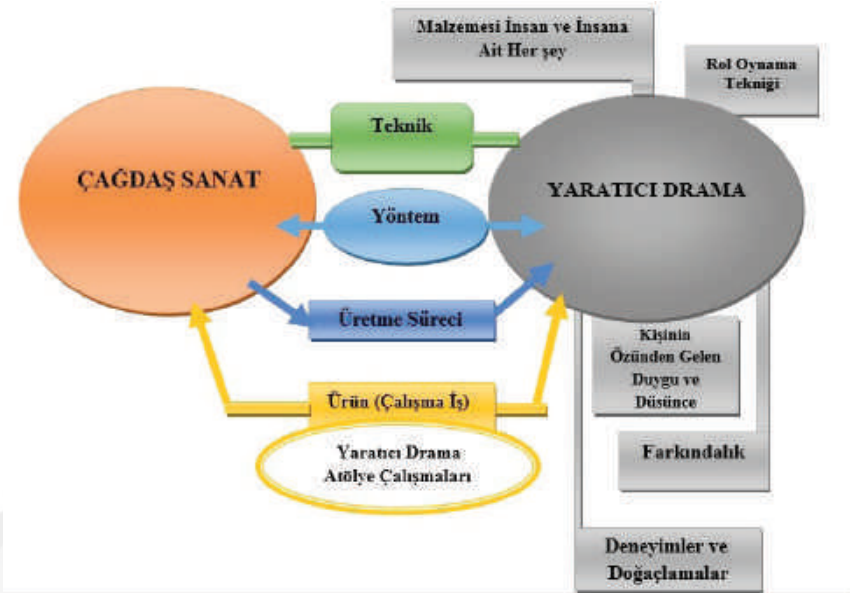 Malzemesi İnsan ve İnsana
Ait Her şey
Rol Oynama
Tekniği
Teknik
ÇAĞDAŞ SANAT
YARATICI DRAMA
Yöntem
Üretme Süreci
Kişinin
Özünden Gelen
Duygu ve
Düsünce
Ürün (Çalışma İş)
Yaratıcı Drama
Atölye Çalışmaları
Farkındalık
Deneyimler ve
Doğaçlamalar